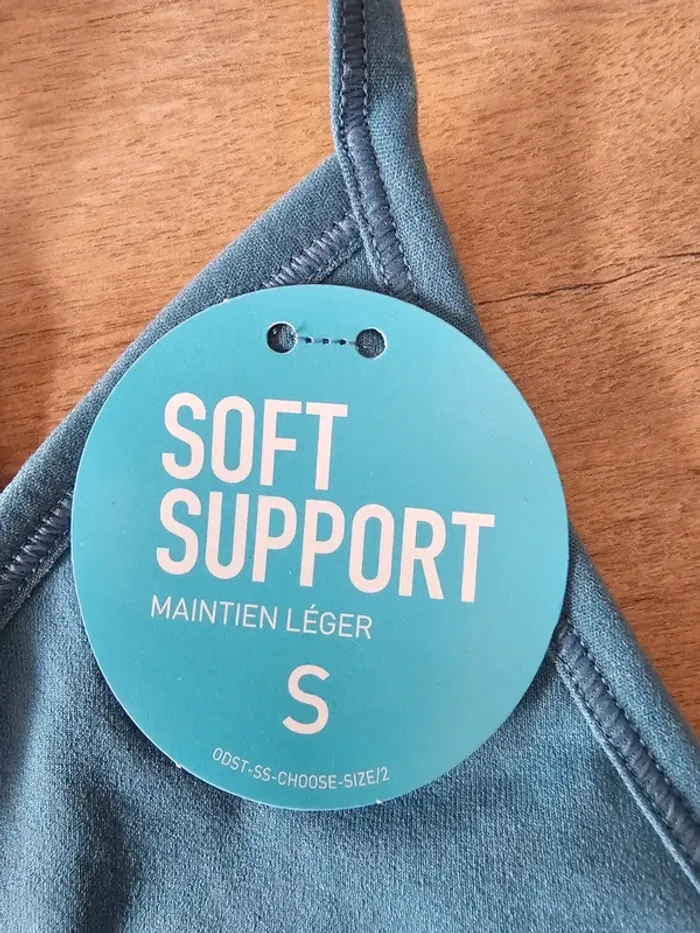 SOFT
SUPPORT
MAINTIEN LÉGER
S
ODST-SS-CHOOSE-SIZE/2